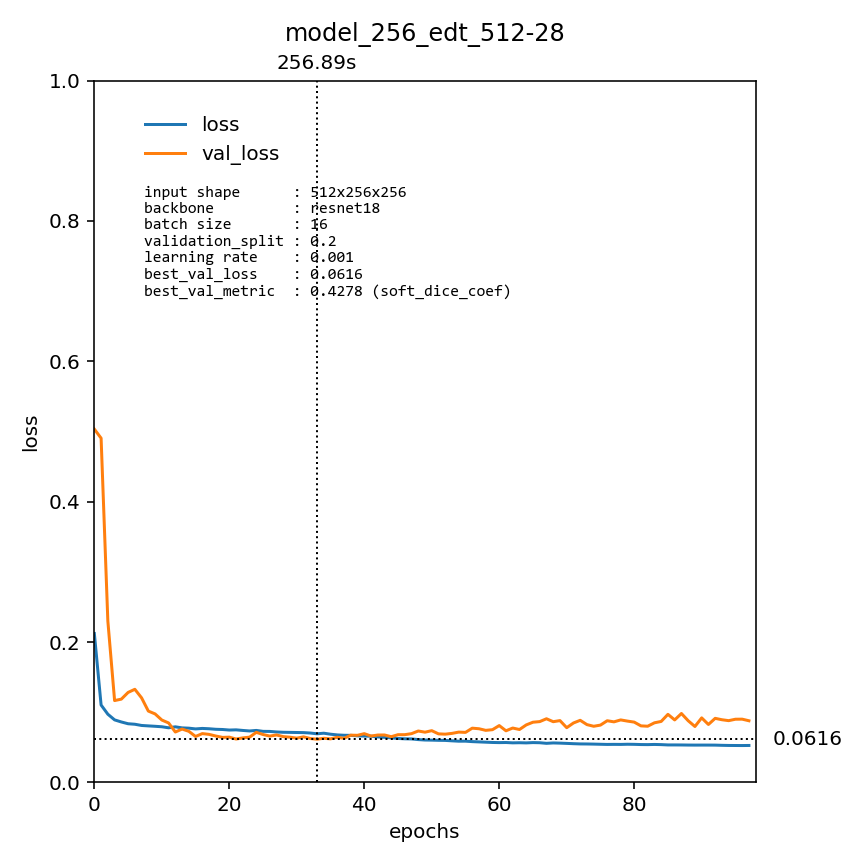 model_256_edt_512-28
256.89s
1.0
loss
val_loss
input shape      : 512x256x256
backbone         : resnet18
batch size       : 16
validation_split : 0.2
learning rate    : 0.001
best_val_loss    : 0.0616
best_val_metric  : 0.4278 (soft_dice_coef)
0.8
0.6
loss
0.4
0.2
0.0616
0.0
0 20 40 60 80
epochs